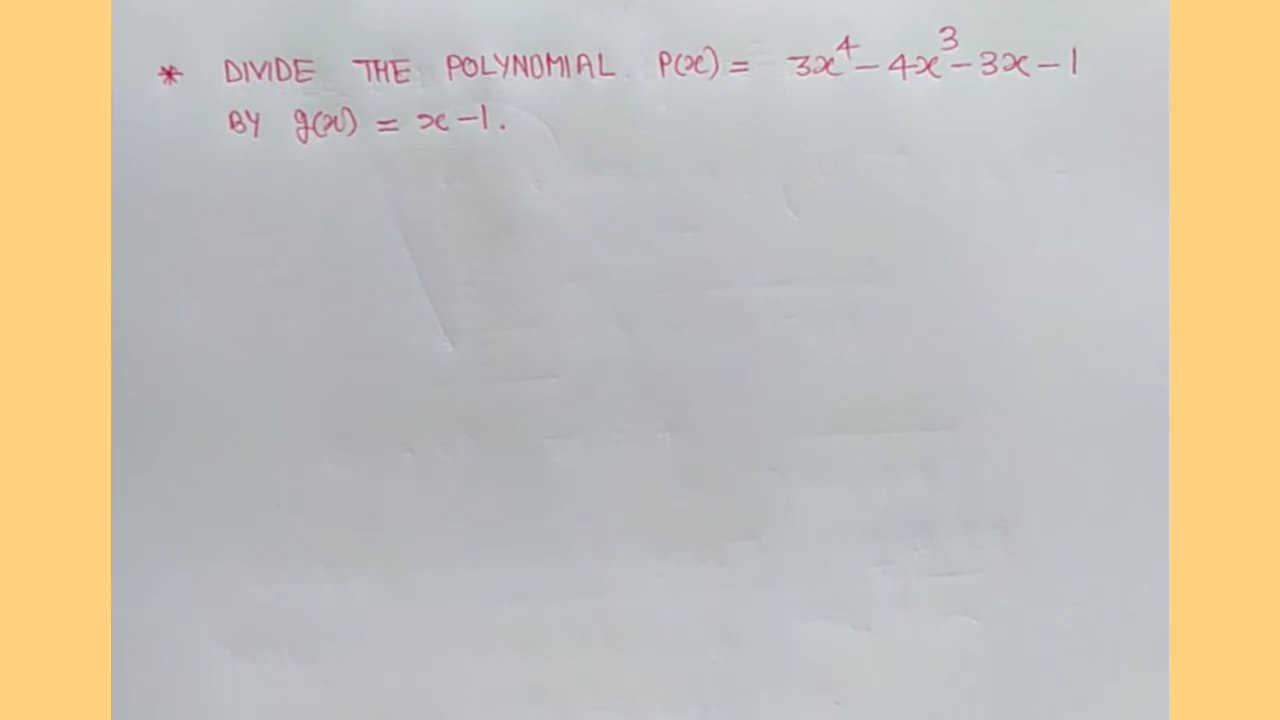 * DIVIDE THE POLYNOMIAL P(x) = 3x⁴ - 4x³ - 3x - 1
BY g(x) = x - 1.